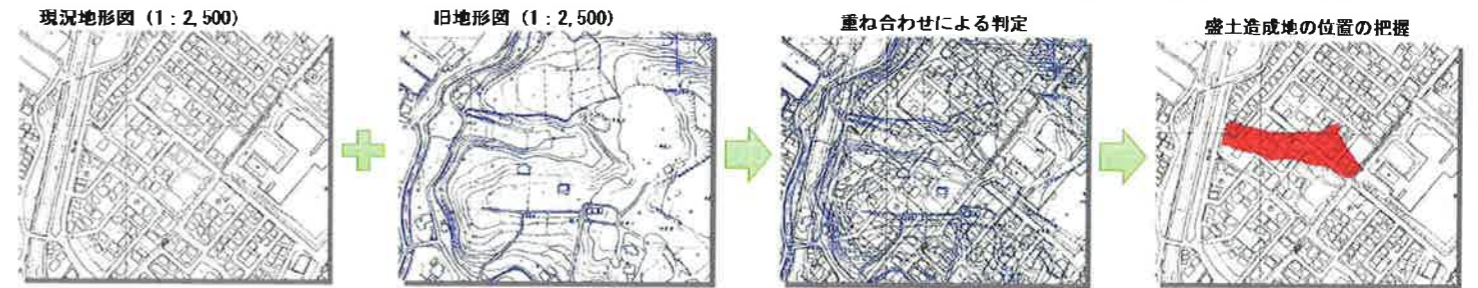 現況地形図（1：2,500）
旧地形図（1：2,500）
重ね合わせによる判定
盛土造成地の位置の把握